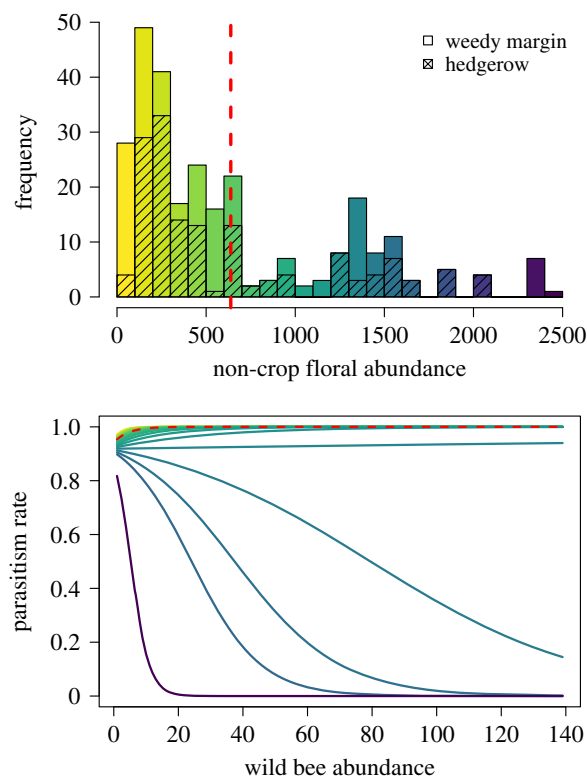 50
40
30
20
10
0
frequency
weedy margin
hedgerow
0 500 1000 1500 2000 2500
non-crop floral abundance
1.0
0.8
0.6
0.4
0.2
0
parasitism rate
0 20 40 60 80 100 120 140
wild bee abundance